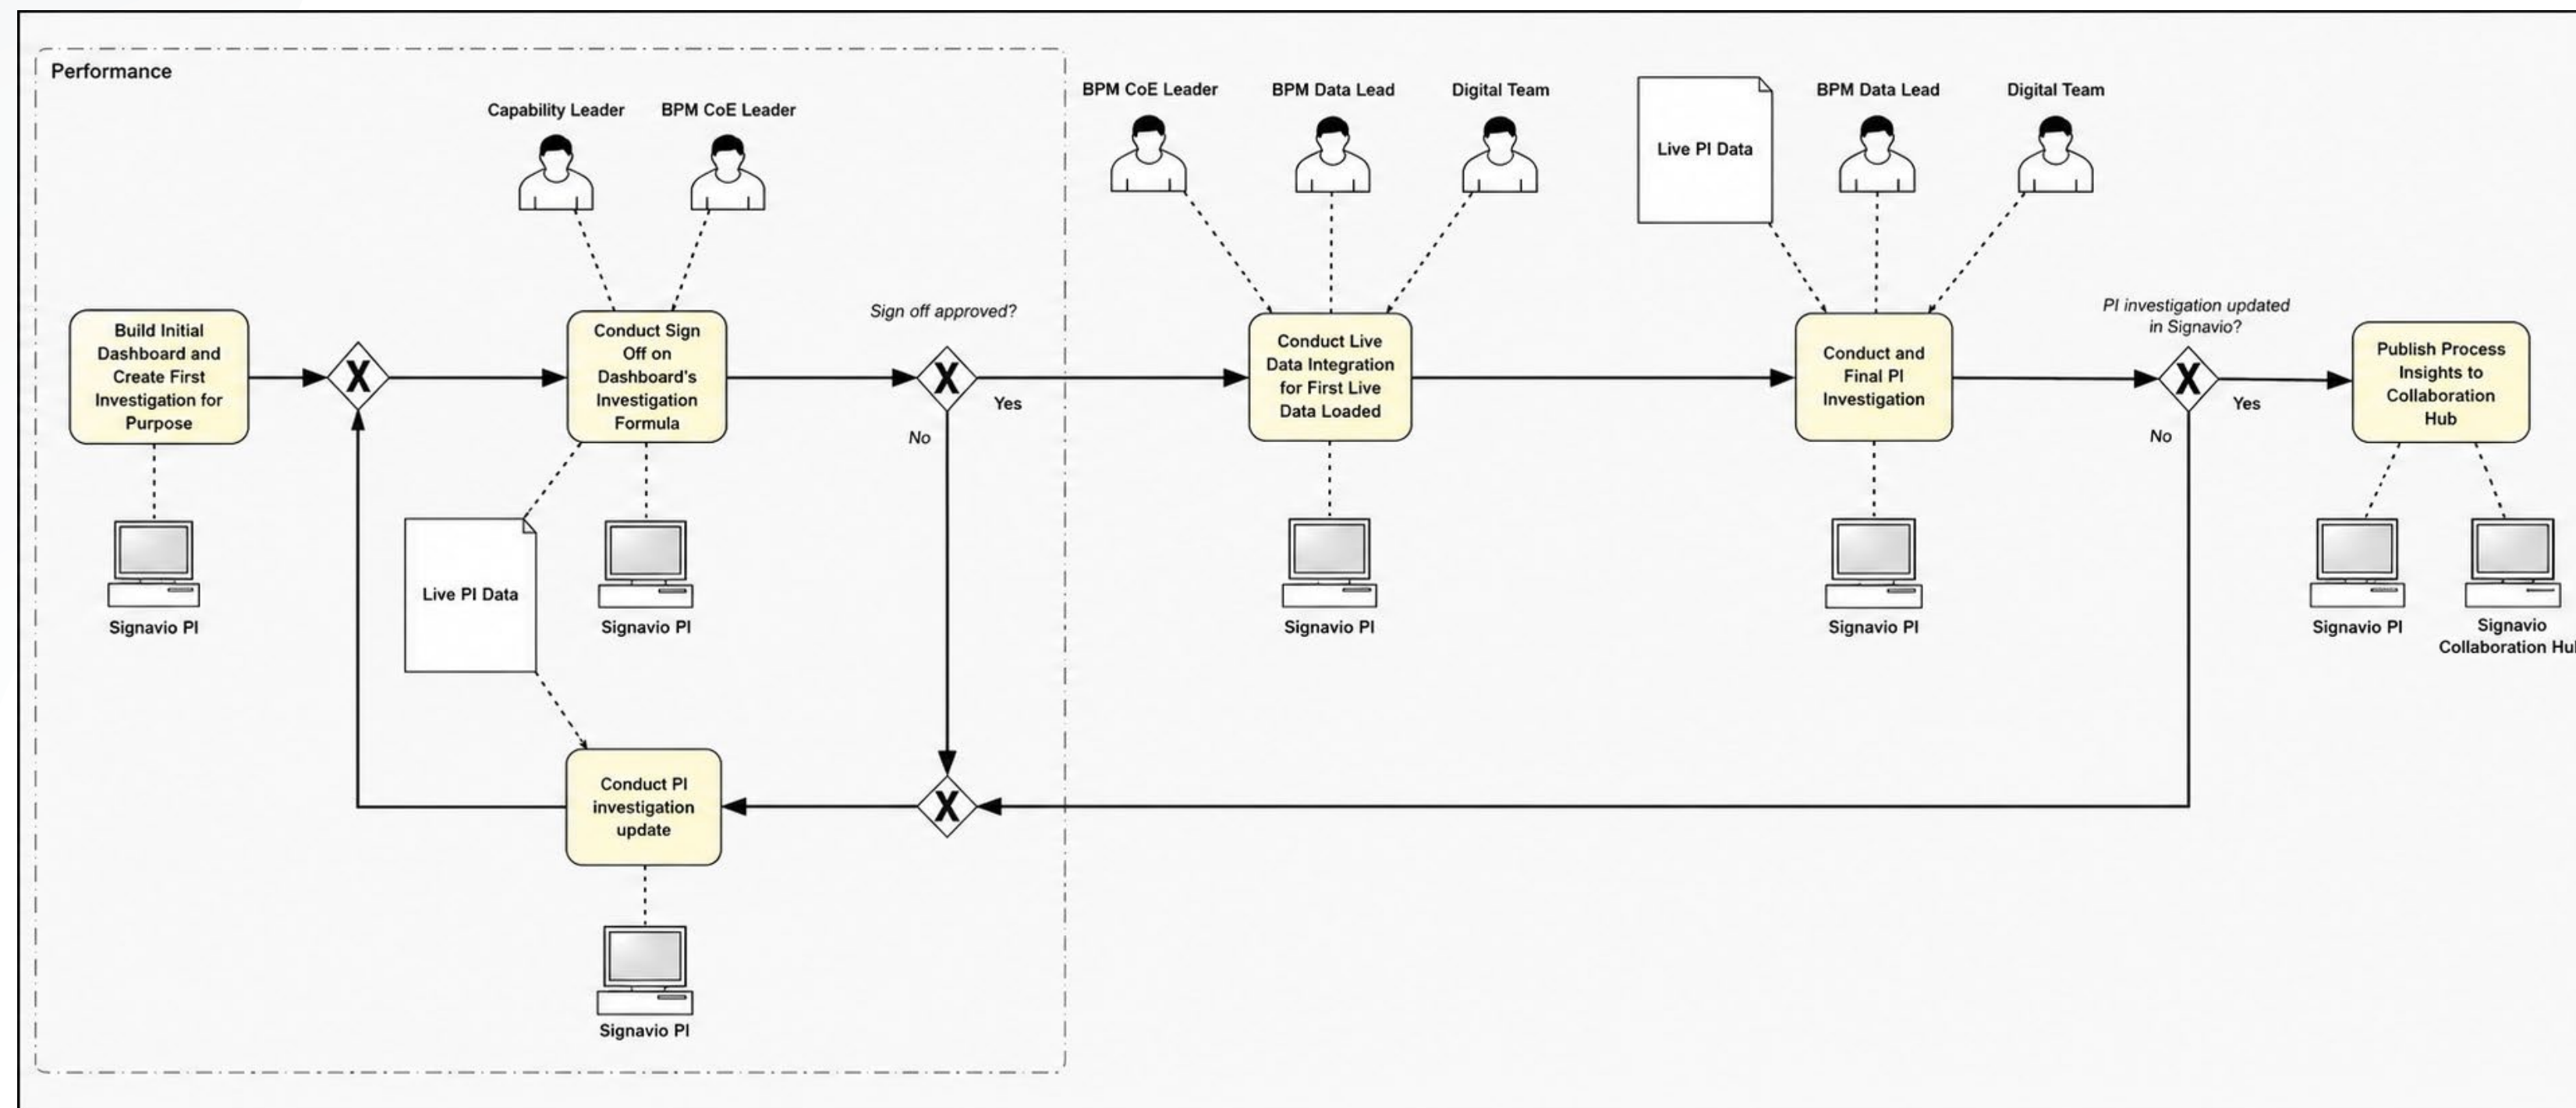 Performance
Capability Leader
BPM CoE Leader
BPM CoE Leader
BPM Data Lead
Digital Team
Live PI Data
BPM Data Lead
Digital Team
Build Initial
Dashboard and
Create First
Investigation for
Purpose
X
Conduct Sign
Off on
Dashboard's
Investigation
Formula
Sign off approved?
X
Yes
No
Conduct Live
Data Integration
for First Live
Data Loaded
Conduct and
Final PI
Investigation
PI investigation updated
in Signavio?
X
Yes
No
Publish Process
Insights to
Collaboration
Hub
Signavio PI
Live PI Data
Signavio PI
Signavio PI
Signavio PI
Signavio PI
Signavio
Collaboration Hu
Conduct PI
investigation
update
X
Signavio PI